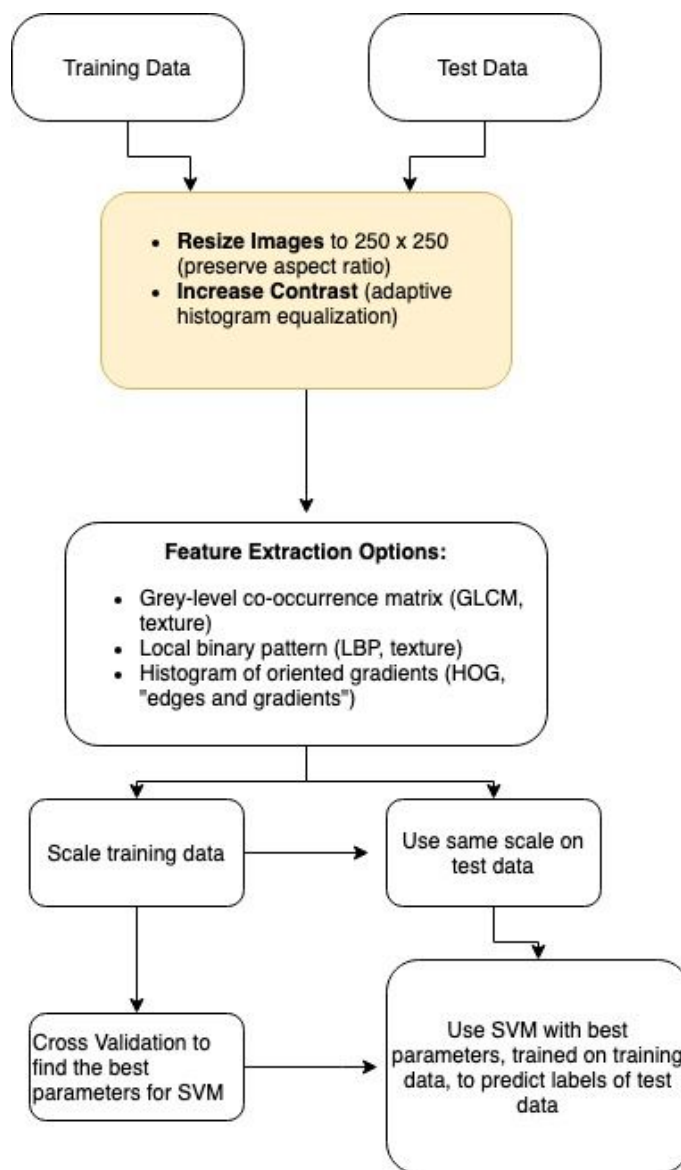 Training Data
Test Data
• Resize Images to 250 x 250
(preserve aspect ratio)
• Increase Contrast (adaptive
histogram equalization)
Feature Extraction Options:
• Grey-level co-occurrence matrix (GLCM,
texture)
• Local binary pattern (LBP, texture)
• Histogram of oriented gradients (HOG,
"edges and gradients")
Scale training data
Use same scale on
test data
Cross Validation to
find the best
parameters for SVM
Use SVM with best
parameters, trained on training
data, to predict labels of test
data